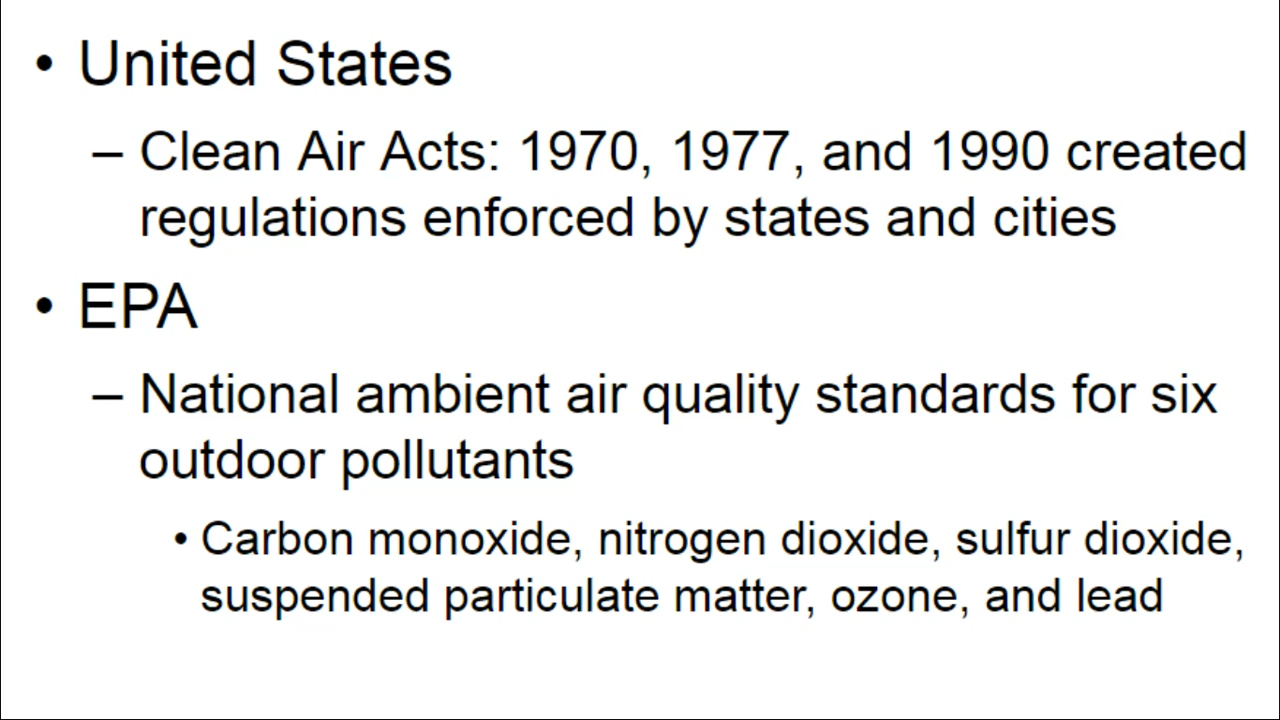 • United States
– Clean Air Acts: 1970, 1977, and 1990 created
regulations enforced by states and cities
• EPA
– National ambient air quality standards for six
outdoor pollutants
• Carbon monoxide, nitrogen dioxide, sulfur dioxide,
suspended particulate matter, ozone, and lead